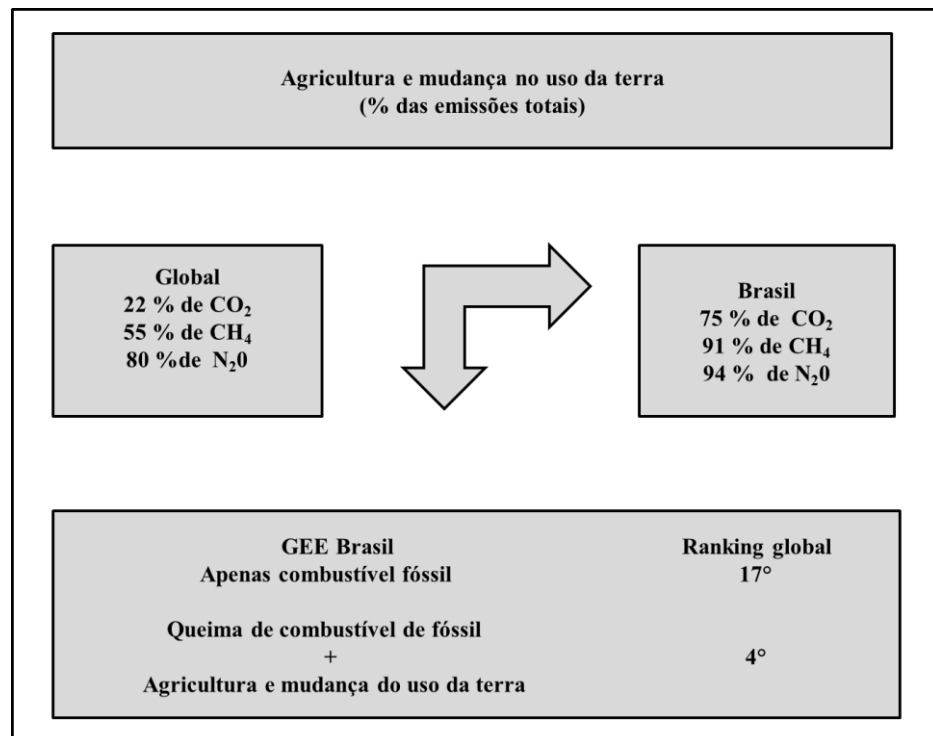 Agricultura e mudança no uso da terra
(% das emissões totais)
Global
22 % de CO₂
55 % de CH₄
80 %de N₂0
Brasil
75 % de CO₂
91 % de CH₄
94 % de N₂0
GEE Brasil
Apenas combustível fóssil
Queima de combustível de fóssil
+
Agricultura e mudança do uso da terra
Ranking global
17°
4°